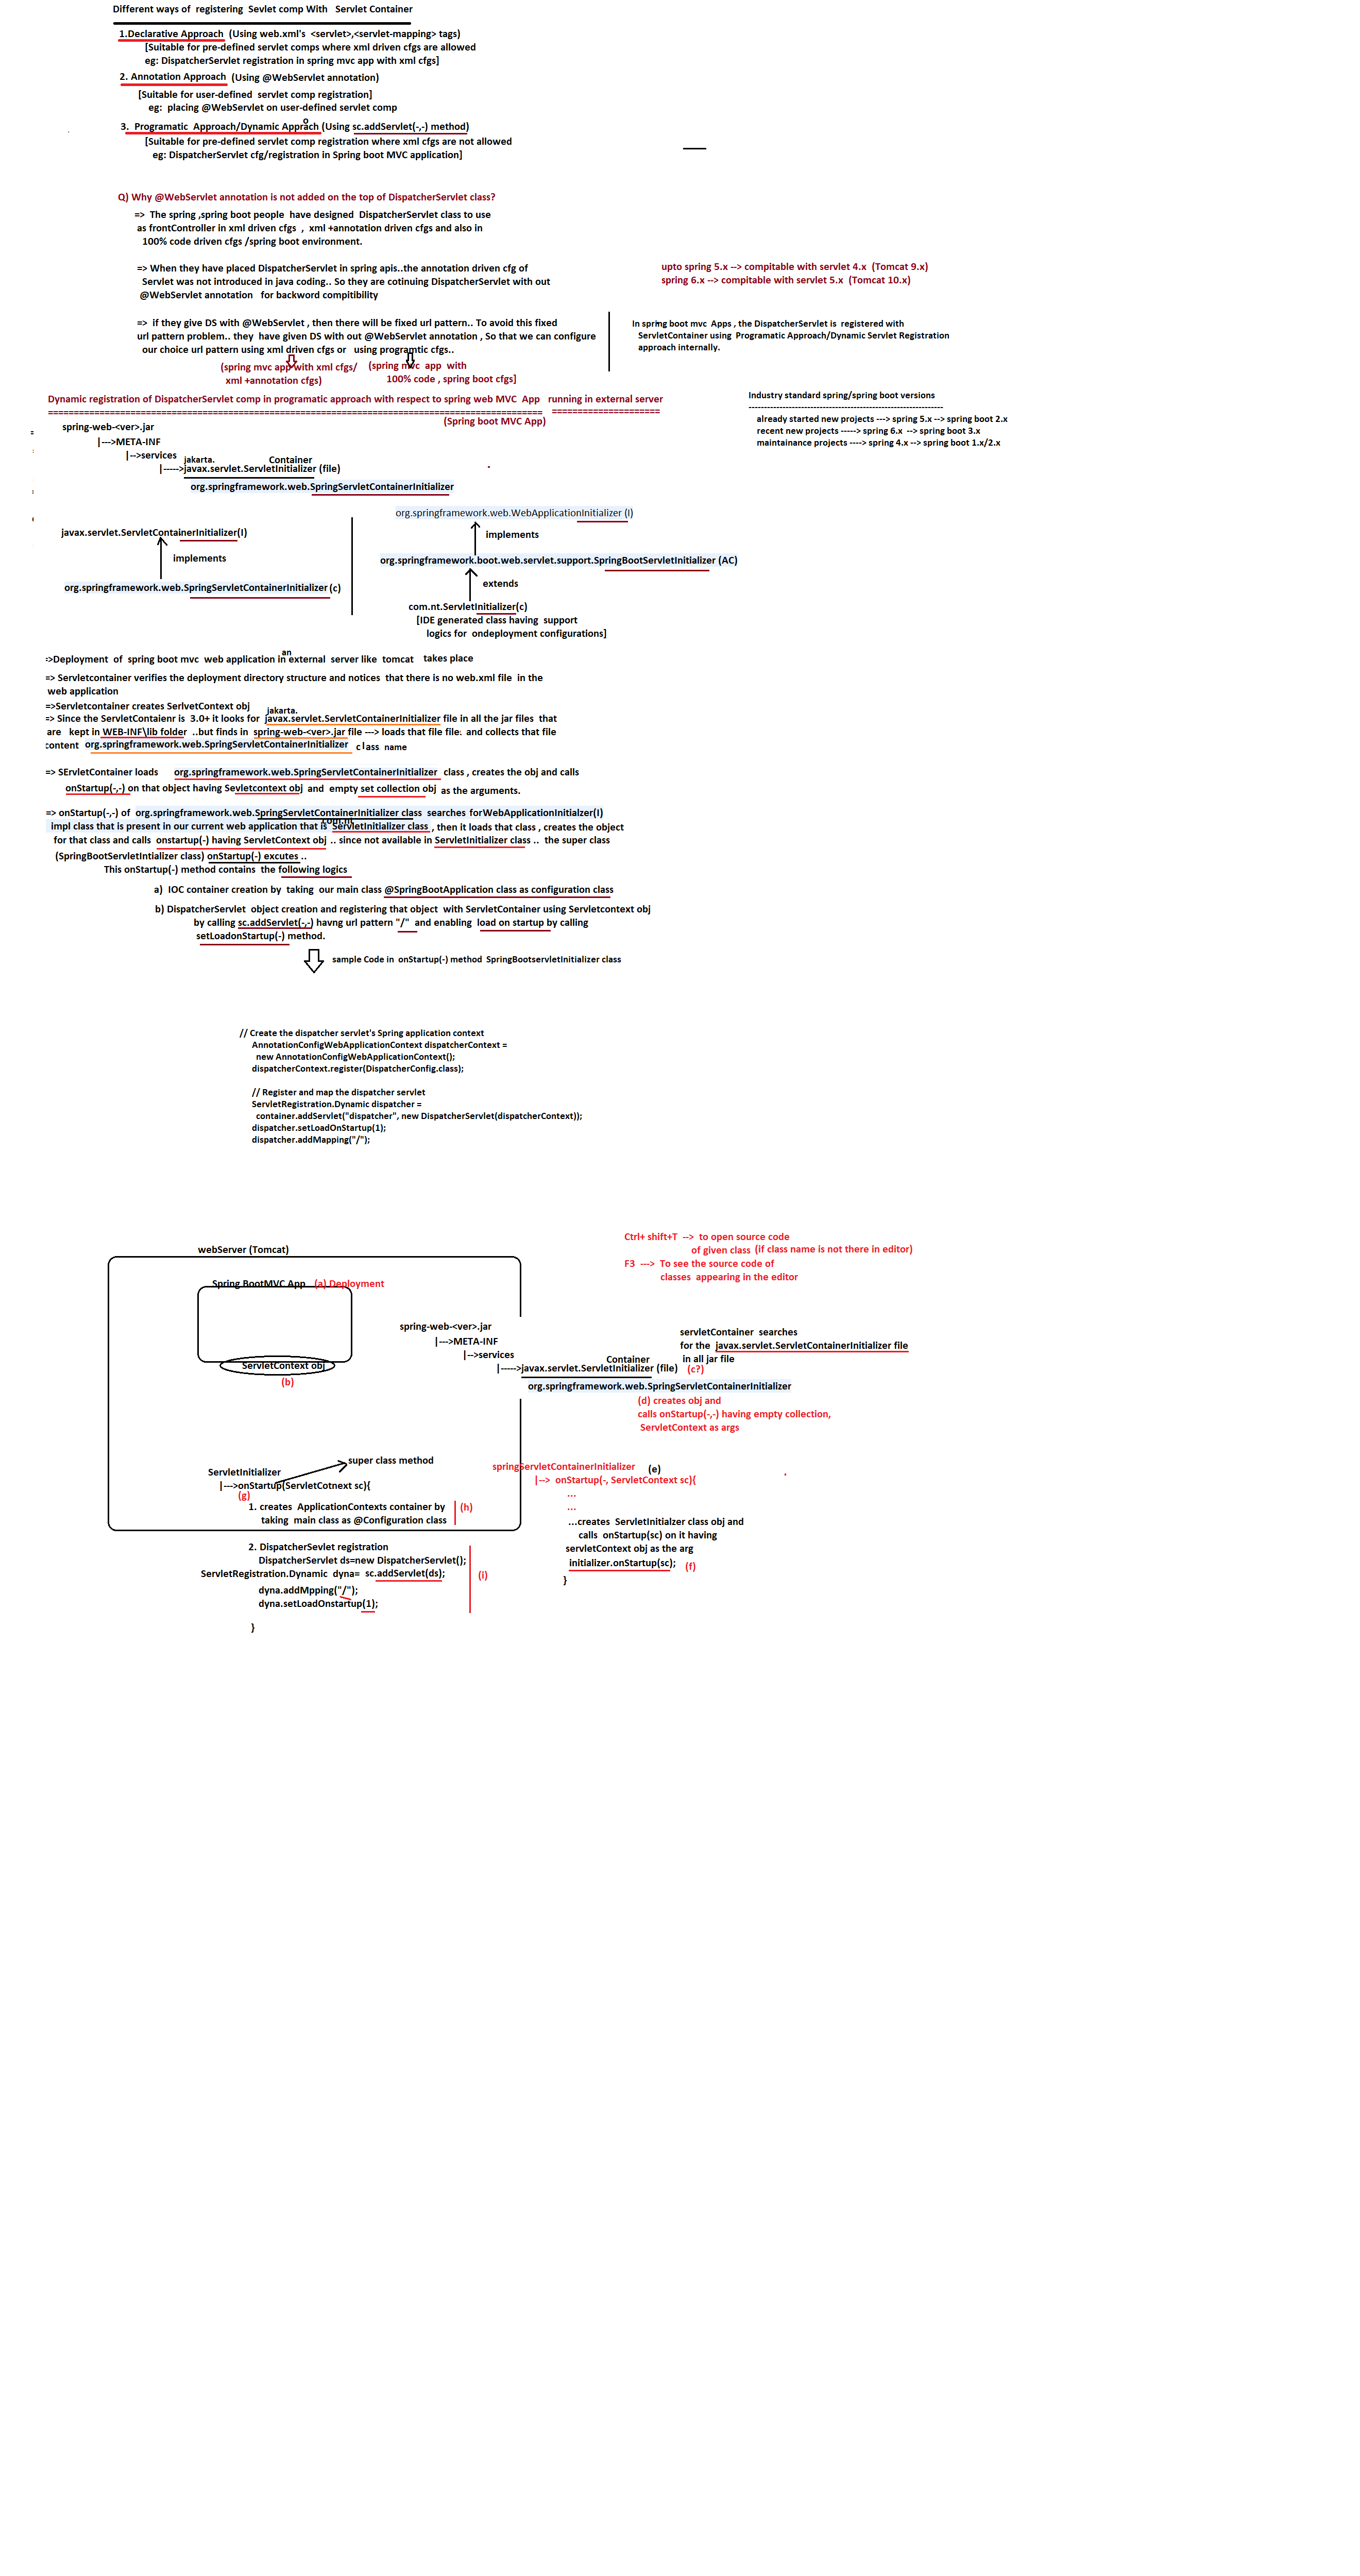 Different ways of registering Sevlet comp With Servlet Container
1.Declarative Approach (Using web.xml's <servlet>,<servlet-mapping> tags)
[Suitable for pre-defined servlet comps where xml driven cfgs are allowed
eg: DispatcherServlet registration in spring mvc app with xml cfgs]
2. Annotation Approach (Using @WebServlet annotation)
[Suitable for user-defined servlet comp registration]
eg: placing @WebServlet on user-defined servlet comp
o
3. Programatic Approach/Dynamic Apprach (Using sc.addServlet(-,-) method)
[Suitable for pre-defined servlet comp registration where xml cfgs are not allowed
eg: DispatcherServlet cfg/registration in Spring boot MVC application]
Q) Why @WebServlet annotation is not added on the top of DispatcherServlet class?
=> The spring ,spring boot people have designed DispatcherServlet class to use
as frontController in xml driven cfgs , xml +annotation driven cfgs and also in
100% code driven cfgs /spring boot environment.
=> When they have placed DispatcherServlet in spring apis..the annotation driven cfg of
Servlet was not introduced in java coding.. So they are cotinuing DispatcherServlet with out
@WebServlet annotation for backword compitibility
upto spring 5.x --> compitable with servlet 4.x (Tomcat 9.x)
spring 6.x --> compitable with servlet 5.x (Tomcat 10.x)
=> if they give DS with @WebServlet , then there will be fixed url pattern.. To avoid this fixed
url pattern problem.. they have given DS with out @WebServlet annotation , So that we can configure
our choice url pattern using xml driven cfgs or using programtic cfgs..
In spring boot mvc Apps , the DispatcherServlet is registered with
ServletContainer using Programatic Approach/Dynamic Servlet Registration
approach internally.
(spring mvc app with xml cfgs/
xml +annotation cfgs)
(spring mvc app with
100% code , spring boot cfgs]
Dynamic registration of DispatcherServlet comp in programatic approach with respect to spring web MVC App running in external server
================================================================================================ =====================
(Spring boot MVC App)
Industry standard spring/spring boot versions
---------------------------------------------------------------
already started new projects ---> spring 5.x --> spring boot 2.x
recent new projects -----> spring 6.x --> spring boot 3.x
maintainance projects ----> spring 4.x --> spring boot 1.x/2.x
spring-web-<ver>.jar
|--->META-INF
|-->services
jakarta. Container
|----->javax.servlet.ServletInitializer (file)
org.springframework.web.SpringServletContainerInitializer
javax.servlet.ServletContainerInitializer(I)
implements
org.springframework.web.SpringServletContainerInitializer (c)
org.springframework.web.WebApplicationInitializer (I)
implements
org.springframework.boot.web.servlet.support.SpringBootServletInitializer (AC)
extends
com.nt.ServletInitializer(c)
[IDE generated class having support
logics for ondeployment configurations]
an
=>Deployment of spring boot mvc web application in external server like tomcat takes place
=> Servletcontainer verifies the deployment directory structure and notices that there is no web.xml file in the
web application
=>Servletcontainer creates SerlvetContext obj
jakarta.
=> Since the ServletContaienr is 3.0+ it looks for javax.servlet.ServletContainerInitializer file in all the jar files that
are kept in WEB-INF\lib folder ..but finds in spring-web-<ver>.jar file ---> loads that file file. and collects that file
content org.springframework.web.SpringServletContainerInitializer class name
=> SErvletContainer loads org.springframework.web.SpringServletContainerInitializer class , creates the obj and calls
onStartup(-,-) on that object having Sevletcontext obj and empty set collection obj as the arguments.
=> onStartup(-,-) of org.springframework.web.SpringServletContainerInitializer class searches forWebApplicationInitialzer(I)
com.nt.
impl class that is present in our current web application that is ServletInitializer class , then it loads that class , creates the object
for that class and calls onstartup(-) having ServletContext obj .. since not available in ServletInitializer class .. the super class
(SpringBootServletIntializer class) onStartup(-) excutes ..
This onStartup(-) method contains the following logics
a) IOC container creation by taking our main class @SpringBootApplication class as configuration class
b) DispatcherServlet object creation and registering that object with ServletContainer using Servletcontext obj
by calling sc.addServlet(-,-) havng url pattern "/" and enabling load on startup by calling
setLoadonStartup(-) method.
sample Code in onStartup(-) method SpringBootservletInitializer class
// Create the dispatcher servlet's Spring application context
AnnotationConfigWebApplicationContext dispatcherContext =
new AnnotationConfigWebApplicationContext();
dispatcherContext.register(DispatcherConfig.class);
// Register and map the dispatcher servlet
ServletRegistration.Dynamic dispatcher =
container.addServlet("dispatcher", new DispatcherServlet(dispatcherContext));
dispatcher.setLoadOnStartup(1);
dispatcher.addMapping("/");
Ctrl+ shift+T --> to open source code
of given class (if class name is not there in editor)
F3 ---> To see the source code of
classes appearing in the editor
webServer (Tomcat)
Spring BootMVC App (a) Deployment
ServletContext obj
(b)
spring-web-<ver>.jar
|--->META-INF
|-->services
Container
|----->javax.servlet.ServletInitializer (file) (c?)
org.springframework.web.SpringServletContainerInitializer
servletContainer searches
for the javax.servlet.ServletContainerInitializer file
in all jar file
(d) creates obj and
calls onStartup(-,-) having empty collection,
ServletContext as args
super class method
ServletInitializer
|--->onStartup(ServletCotnext sc){
(g)
1. creates ApplicationContexts container by
taking main class as @Configuration class
(h)
springServletContainerInitializer (e)
|--> onStartup(-, ServletContext sc){
...
...
...creates ServletInitialzer class obj and
calls onStartup(sc) on it having
servletContext obj as the arg
initializer.onStartup(sc); (f)
}
2. DispatcherSevlet registration
DispatcherServlet ds=new DispatcherServlet();
ServletRegistration.Dynamic dyna= sc.addServlet(ds);
(i)
dyna.addMpping("/");
dyna.setLoadOnstartup(1);
}